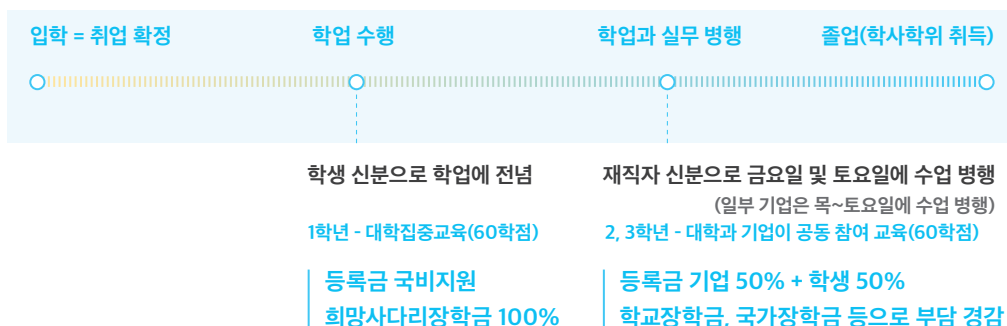 입학 = 취업 확정
학업 수행
학업과 실무 병행
졸업(학사학위 취득)
학생 신분으로 학업에 전념
1학년 - 대학집중교육(60학점)
등록금 국비지원
희망사다리장학금 100%
재직자 신분으로 금요일 및 토요일에 수업 병행
(일부 기업은 목~토요일에 수업 병행)
2, 3학년 - 대학과 기업이 공동 참여 교육(60학점)
등록금 기업 50% + 학생 50%
학교장학금, 국가장학금 등으로 부담 경감